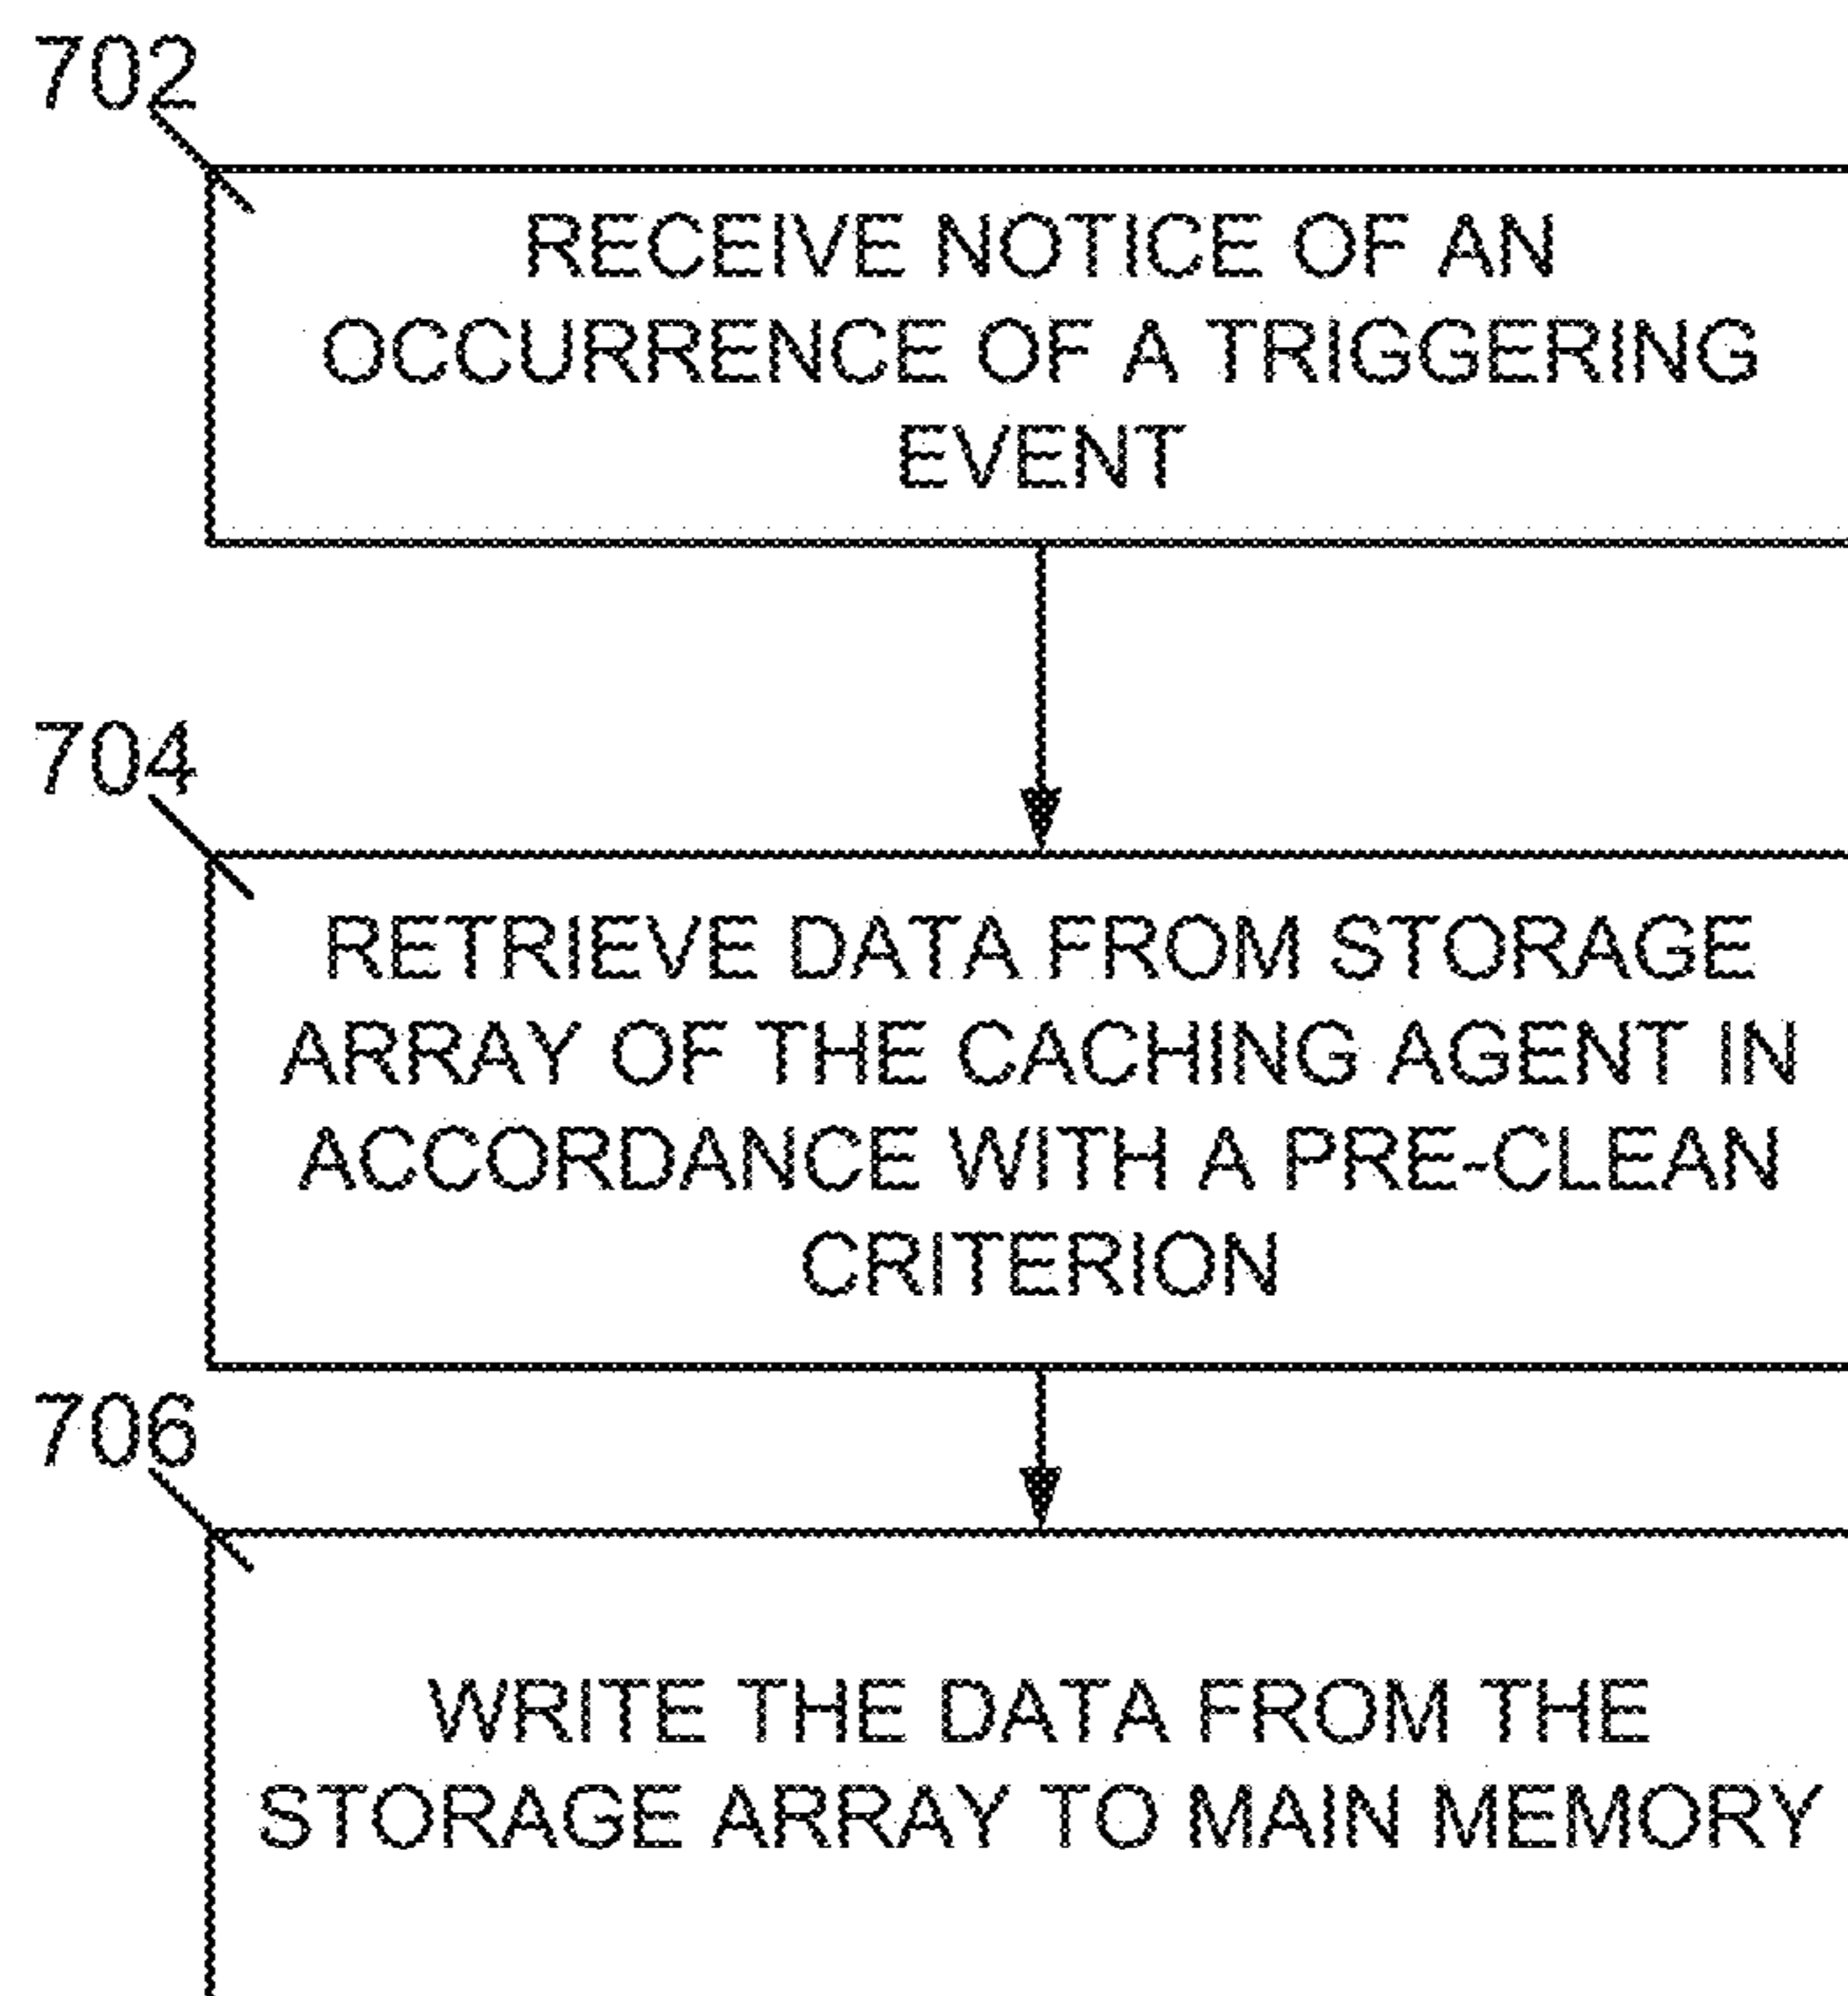 702
RECEIVE NOTICE OF AN
OCCURRENCE OF A TRIGGERING
EVENT
704
RETRIEVE DATA FROM STORAGE
ARRAY OF THE CACHING AGENT IN
ACCORDANCE WITH A PRE-CLEAN
CRITERION
706
WRITE THE DATA FROM THE
STORAGE ARRAY TO MAIN MEMORY